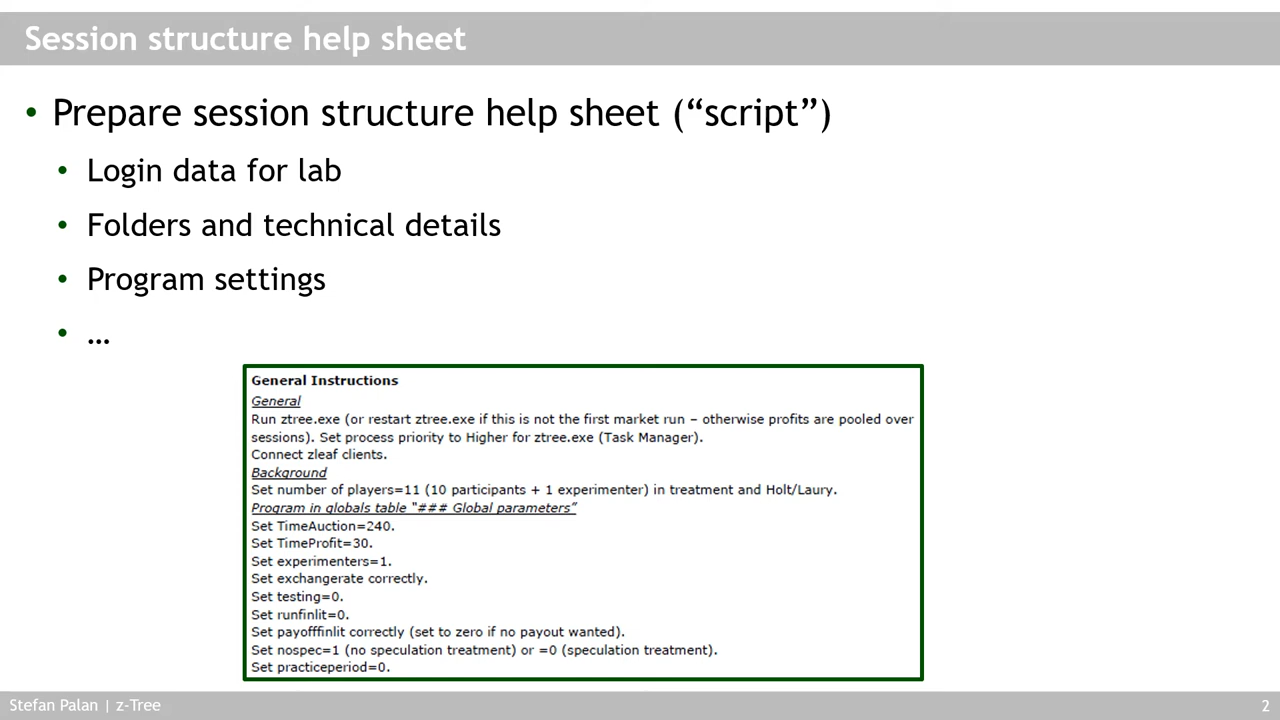 Session structure help sheet
• Prepare session structure help sheet (“script”)
• Login data for lab
• Folders and technical details
• Program settings
• …
General Instructions
General
Run ztree.exe (or restart ztree.exe if this is not the first market run – otherwise profits are pooled over
sessions). Set process priority to Higher for ztree.exe (Task Manager).
Connect zleaf clients.
Background
Set number of players=11 (10 participants + 1 experimenter) in treatment and Holt/Laury.
Program in globals table "### Global parameters”
Set TimeAuction=240.
Set TimeProfit=30.
Set experimenters=1.
Set exchangerate correctly.
Set testing=0.
Set runfinlit=0.
Set payofffinlit correctly (set to zero if no payout wanted).
Set nospec=1 (no speculation treatment) or =0 (speculation treatment).
Set practiceperiod=0.
Stefan Palan | z-Tree
2